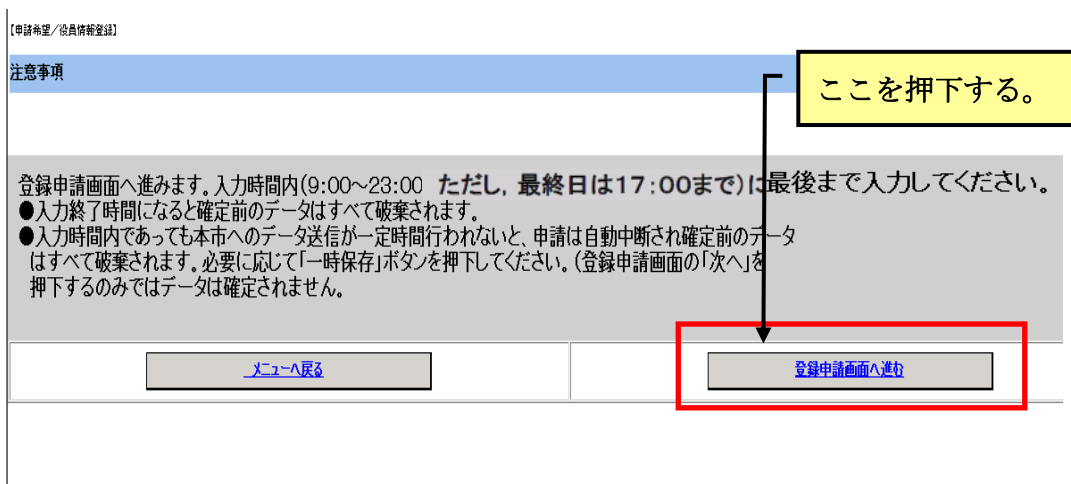 【申請希望／役員情報登録】
注意事項
ここを押下する。
登録申請画面へ進みます。入力時間内(9:00～23:00 ただし，最終日は17:00まで)に最後まで入力してください。
●入力終了時間になると確定前のデータはすべて破棄されます。
●入力時間内であっても本市へのデータ送信が一定時間行われないと、申請は自動中断され確定前のデータ
はすべて破棄されます。必要に応じて「一時保存」ボタンを押下してください。(登録申請画面の「次へ」を
押下するのみではデータは確定されません。
メニューへ戻る
登録申請画面へ進む